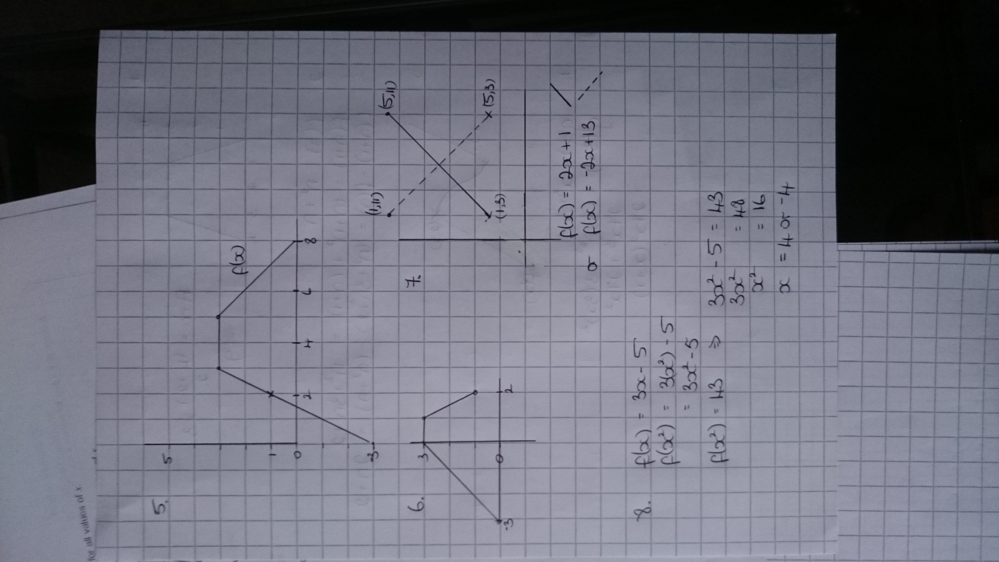 for all values of x.
5.
5
1
0
-3
2
4
6
8
f(x)
6.
3
0
-3
2
7.
(1,11)
(5,11)
(1,3)
(5,3)
f(x) = 2x+1
or f(x) = -2x+13
8.
f(x) = 3x - 5
f(x²) = 3(x²) - 5
= 3x² - 5
f(x²) = 43 ⇒ 3x² - 5 = 43
3x² = 48
x² = 16
x = 4 or -4